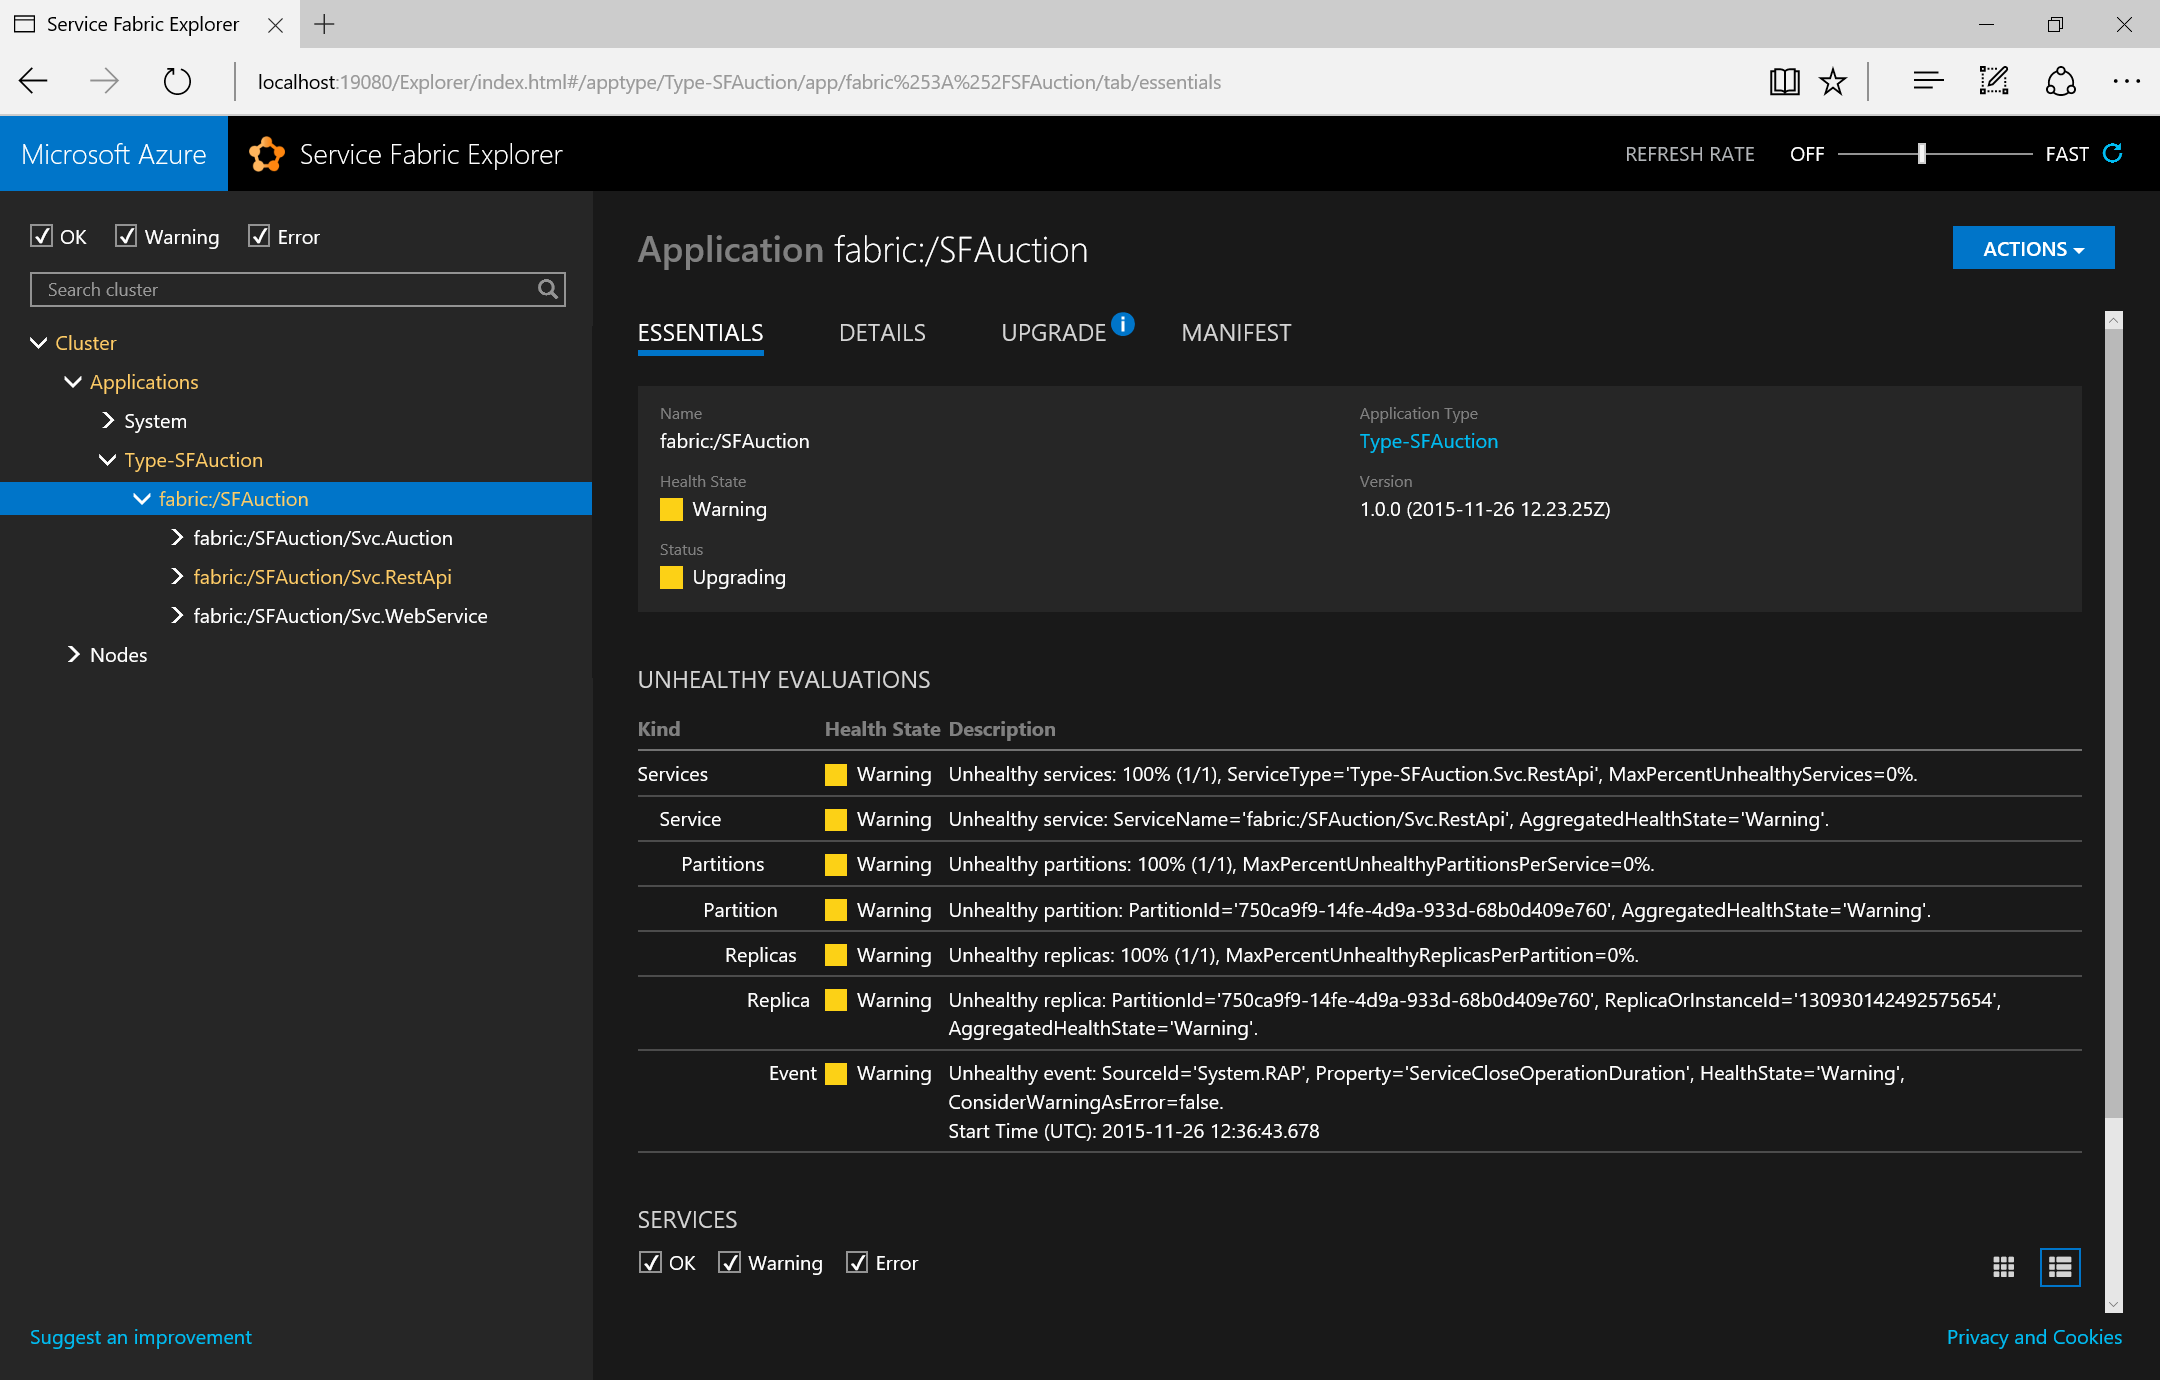 Service Fabric Explorer
localhost:19080/Explorer/index.html#/apptype/Type-SFAuction/app/fabric%253A%252FSFAuction/tab/essentials
Microsoft Azure
Service Fabric Explorer
REFRESH RATE OFF FAST
OK Warning Error
Search cluster
Cluster
Applications
System
Type-SFAuction
fabric:/SFAuction
fabric:/SFAuction/Svc.Auction
fabric:/SFAuction/Svc.RestApi
fabric:/SFAuction/Svc.WebService
Nodes
Suggest an improvement
Application fabric:/SFAuction
ACTIONS
ESSENTIALS DETAILS UPGRADE i MANIFEST
Name
fabric:/SFAuction
Application Type
Type-SFAuction
Health State
Warning
Version
1.0.0 (2015-11-26 12.23.25Z)
Status
Upgrading
UNHEALTHY EVALUATIONS
Kind Health State Description
Services Warning Unhealthy services: 100% (1/1), ServiceType='Type-SFAuction.Svc.RestApi', MaxPercentUnhealthyServices=0%.
Service Warning Unhealthy service: ServiceName='fabric:/SFAuction/Svc.RestApi', AggregatedHealthState='Warning'.
Partitions Warning Unhealthy partitions: 100% (1/1), MaxPercentUnhealthyPartitionsPerService=0%.
Partition Warning Unhealthy partition: PartitionId='750ca9f9-14fe-4d9a-933d-68b0d409e760', AggregatedHealthState='Warning'.
Replicas Warning Unhealthy replicas: 100% (1/1), MaxPercentUnhealthyReplicasPerPartition=0%.
Replica Warning Unhealthy replica: PartitionId='750ca9f9-14fe-4d9a-933d-68b0d409e760', ReplicaOrInstanceId='130930142492575654',
AggregatedHealthState='Warning'.
Event Warning Unhealthy event: SourceId='System.RAP', Property='ServiceCloseOperationDuration', HealthState='Warning',
ConsiderWarningAsError=false.
Start Time (UTC): 2015-11-26 12:36:43.678
SERVICES
OK Warning Error
Privacy and Cookies